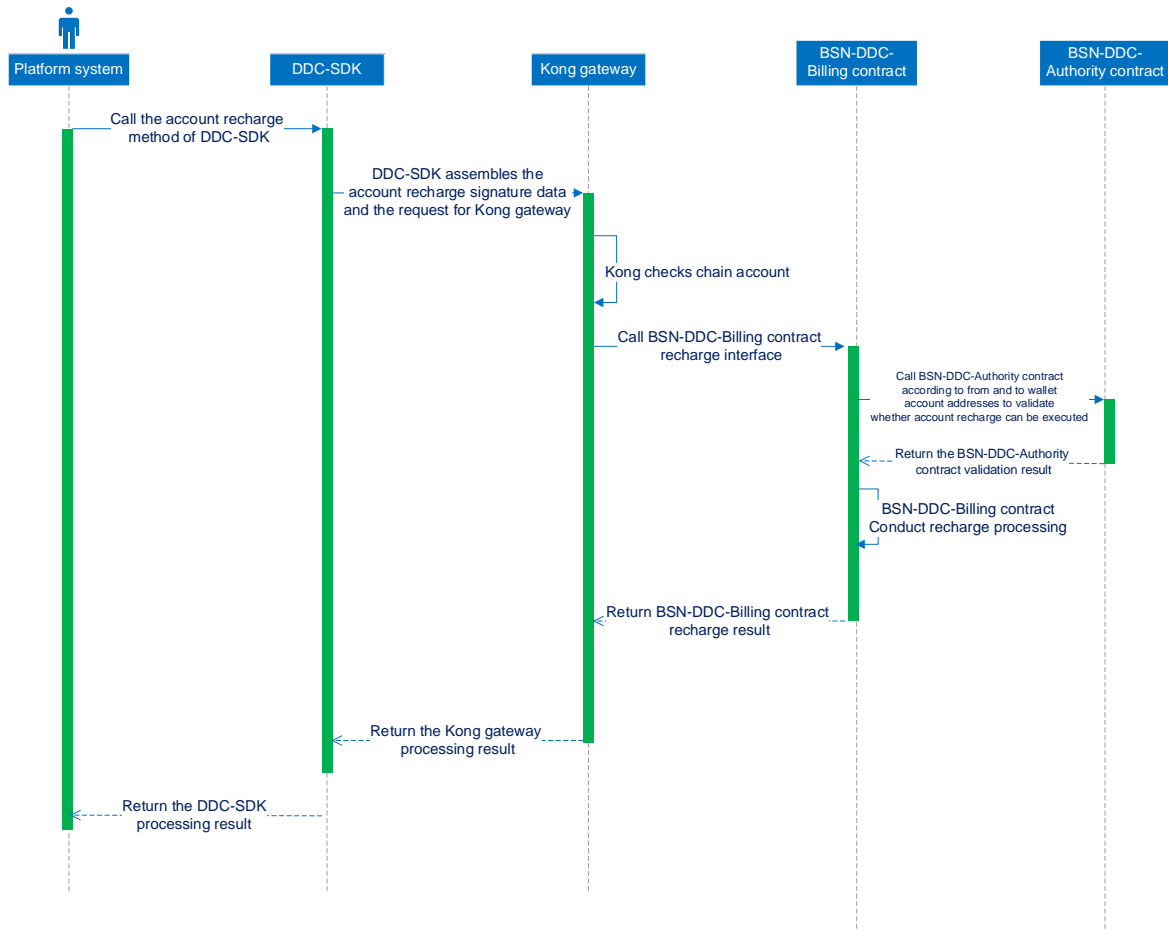 Platform system
DDC-SDK
Kong gateway
BSN-DDC-
Billing contract
BSN-DDC-
Authority contract
Call the account recharge
method of DDC-SDK
DDC-SDK assembles the
account recharge signature data
and the request for Kong gateway
Kong checks chain account
Call BSN-DDC-Billing contract
recharge interface
Call BSN-DDC-Authority contract
according to from and to wallet
account addresses to validate
whether account recharge can be executed
Return the BSN-DDC-Authority
contract validation result
BSN-DDC-Billing contract
Conduct recharge processing
Return BSN-DDC-Billing contract
recharge result
Return the Kong gateway
processing result
Return the DDC-SDK
processing result